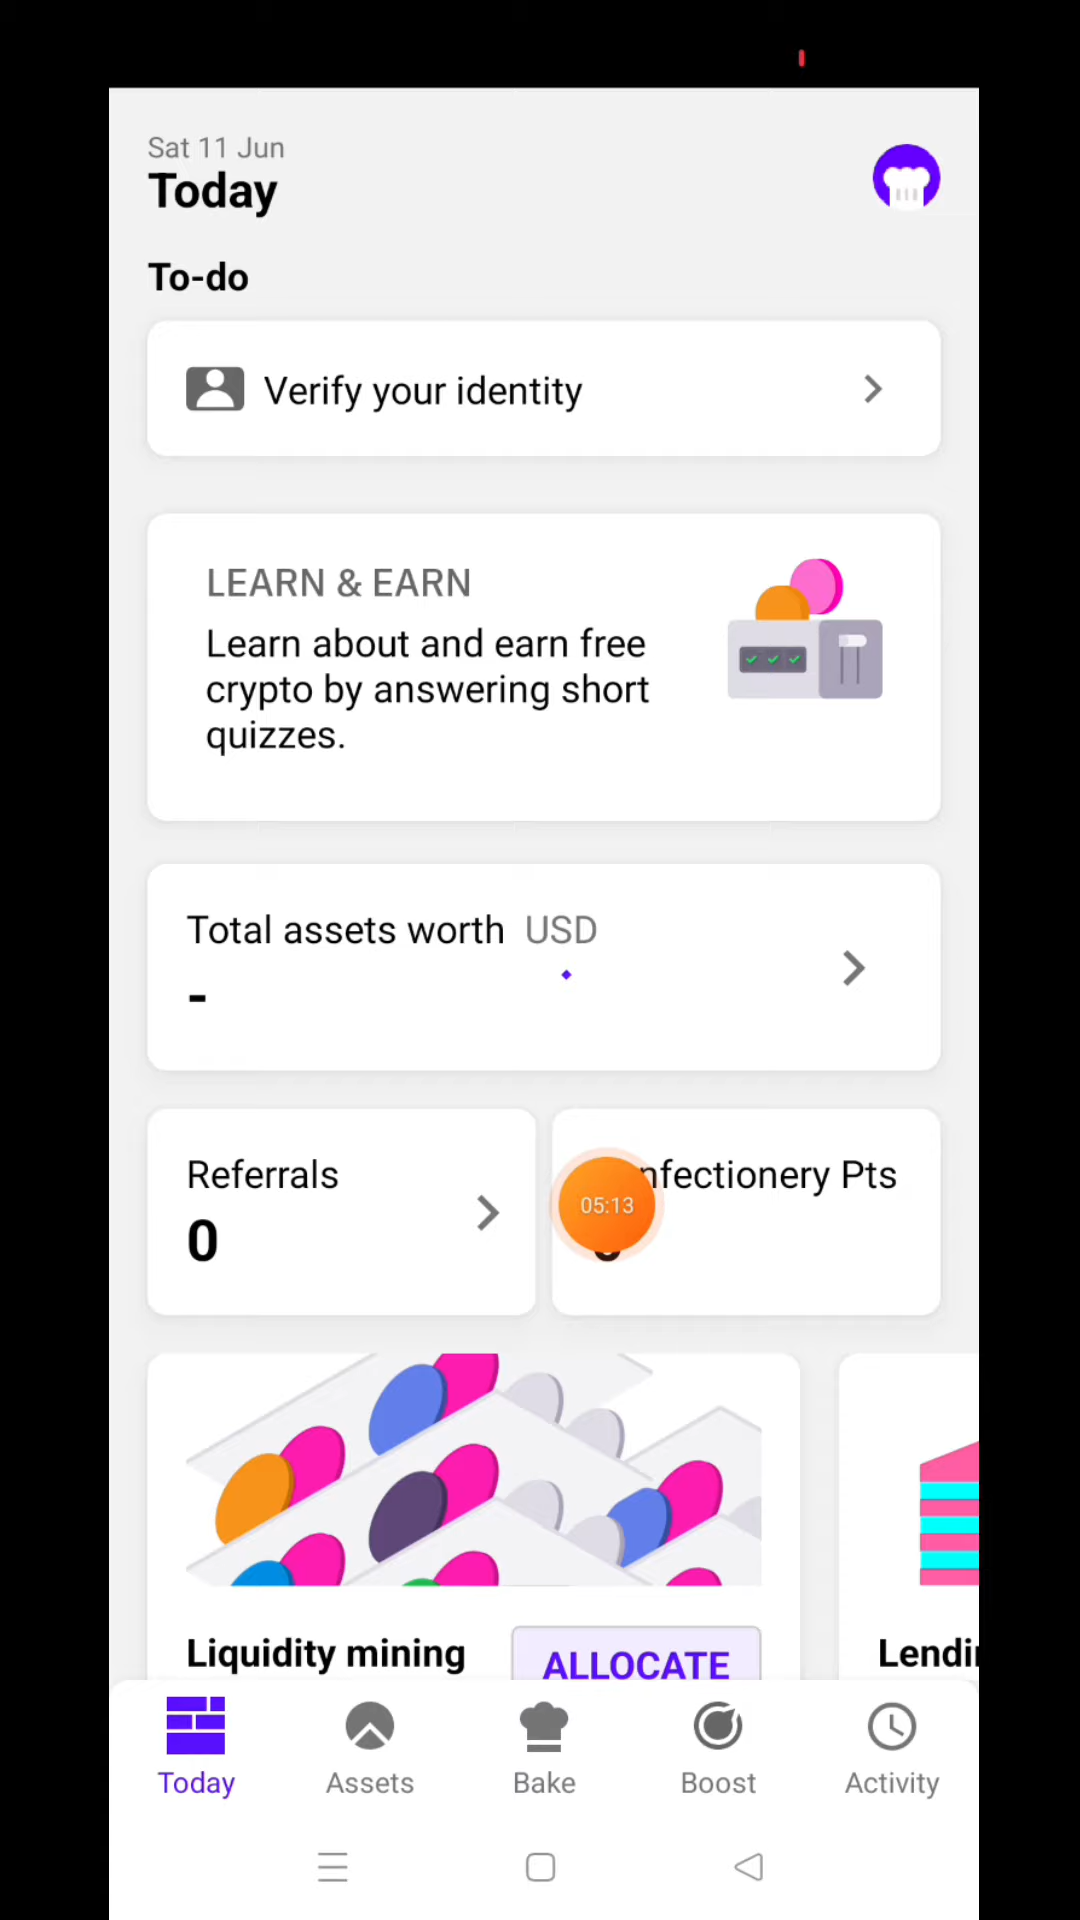 Sat 11 Jun
Today
To-do
Verify your identity
LEARN & EARN
Learn about and earn free
crypto by answering short
quizzes.
Total assets worth USD
-
Referrals
0
nfectionery Pts
05:13
Liquidity mining
ALLOCATE
Lendin
Today
Assets
Bake
Boost
Activity